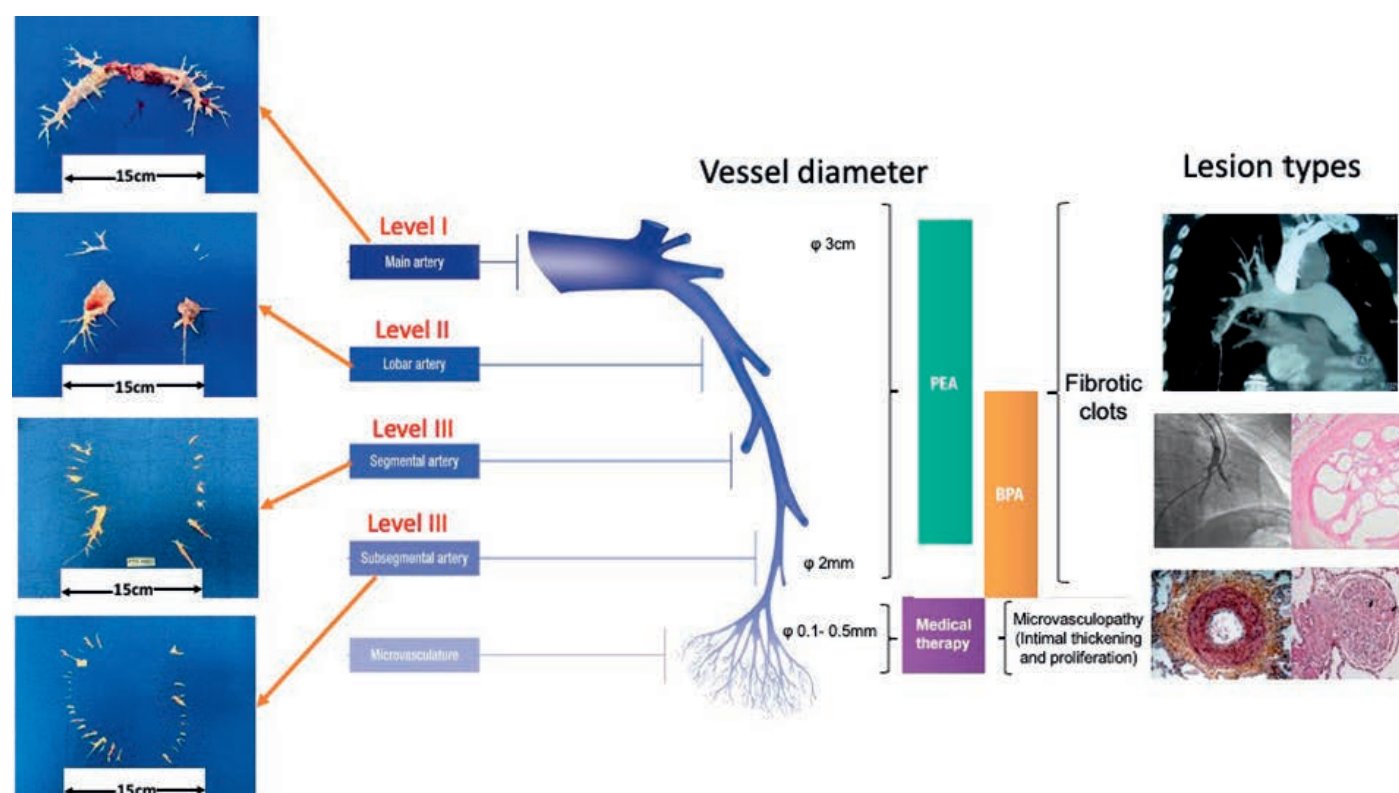 Vessel diameter
Lesion types
15cm
Level I
Main artery
φ 3cm
15cm
Level II
Lobar artery
PEA
Fibrotic
clots
15cm
Level III
Segmental artery
BPA
Level III
Subsegmental artery
φ 2mm
15cm
Microvasculature
φ 0.1- 0.5mm
Medical
therapy
Microvasculopathy
(Intimal thickening
and proliferation)